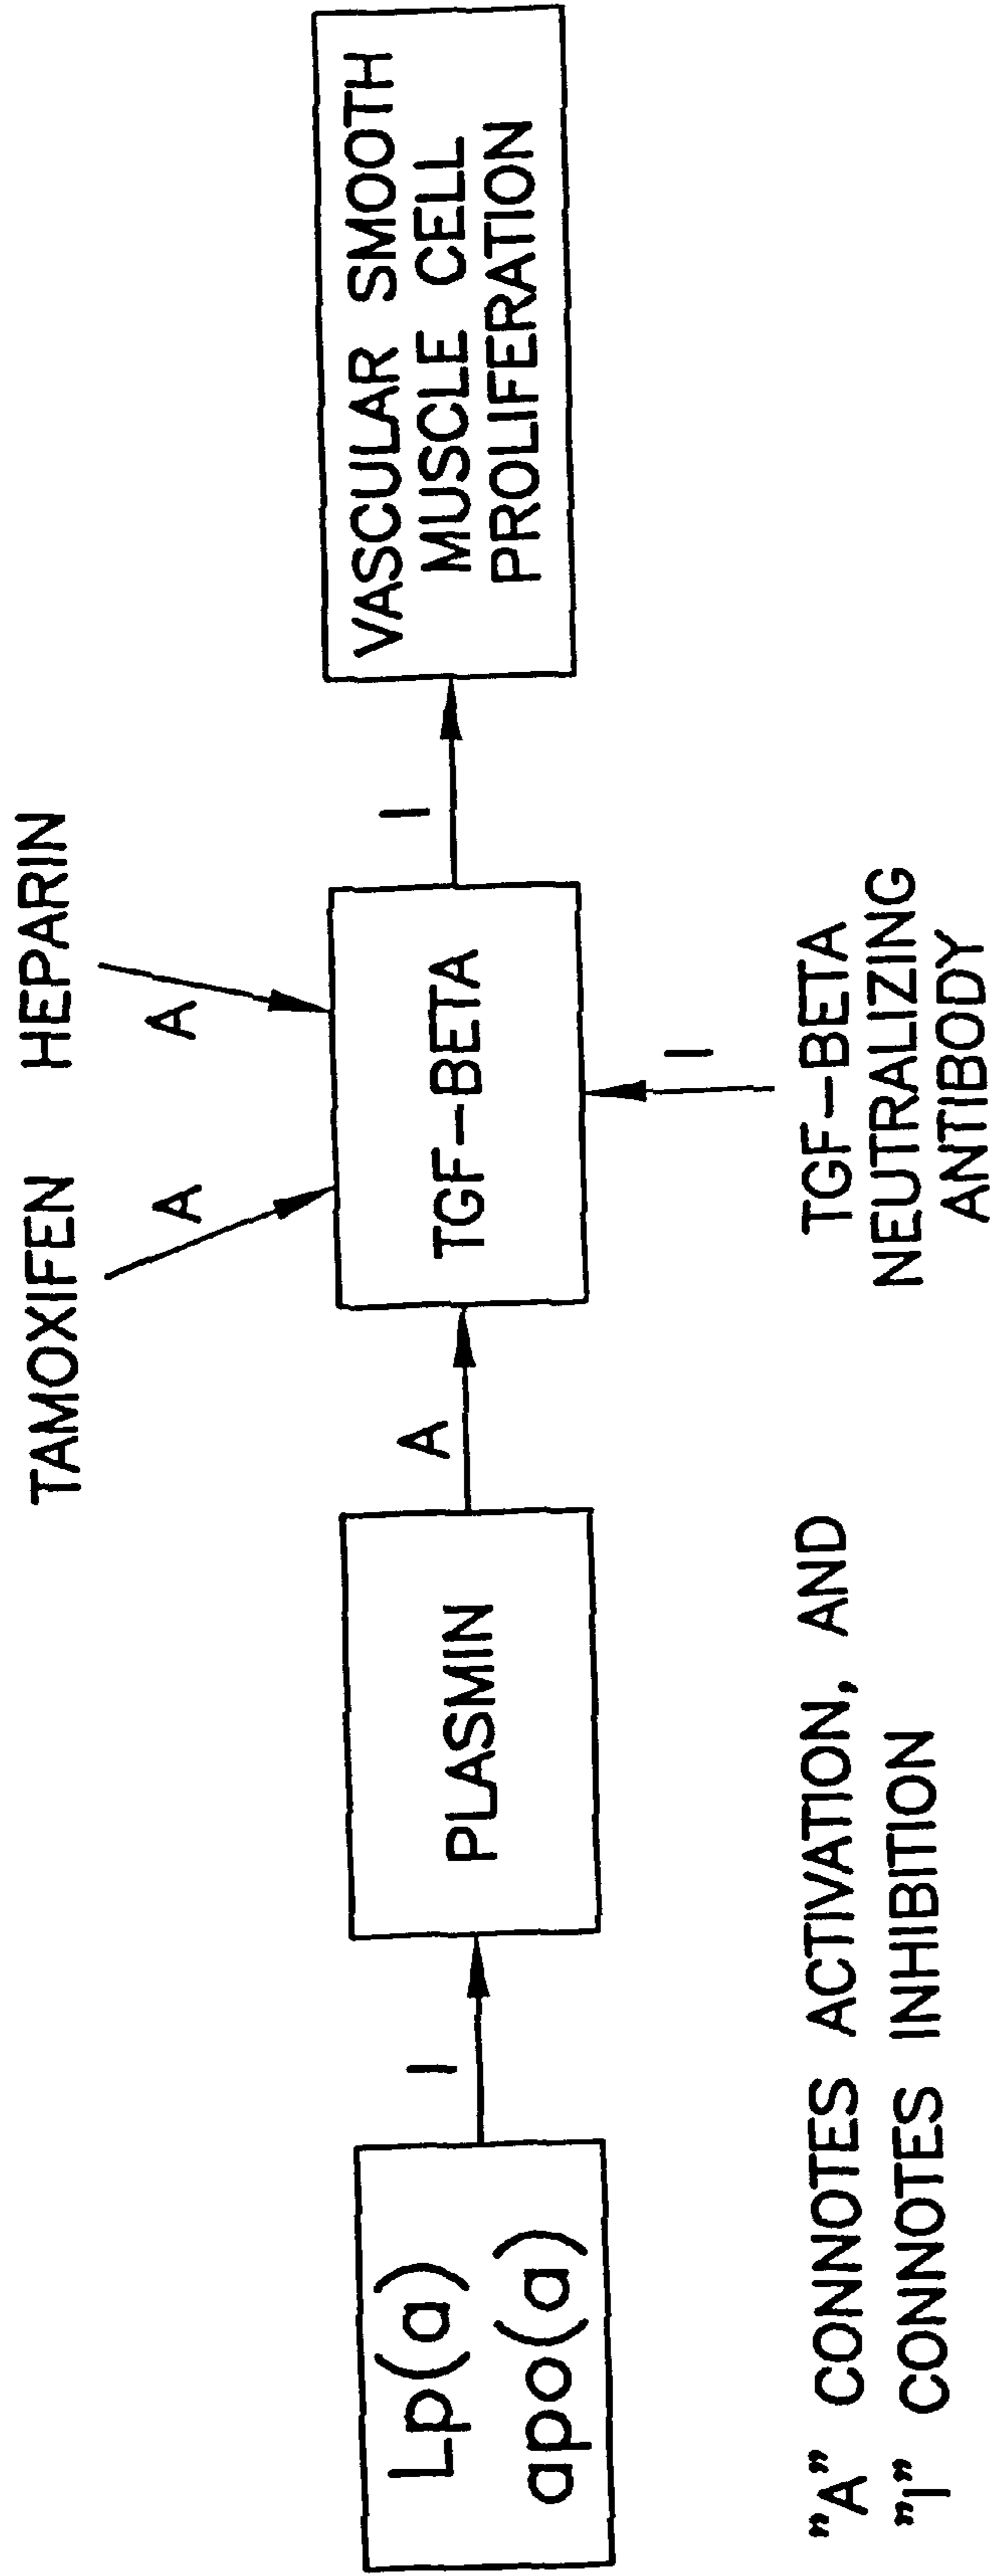 TAMOXIFEN
HEPARIN
A
A
Lp(a)
apo(a)
I
PLASMIN
A
TGF-BETA
I
VASCULAR SMOOTH
MUSCLE CELL
PROLIFERATION
I
TGF-BETA
NEUTRALIZING
ANTIBODY
"A" CONNOTES ACTIVATION, AND
"I" CONNOTES INHIBITION